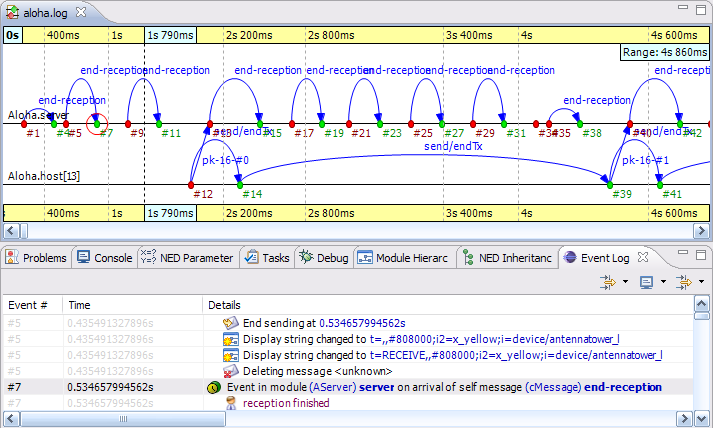 aloha.log
0s 400ms 1s 1s 790ms 2s 200ms 2s 800ms 3s 400ms 4s 4s 600ms
Range: 4s 860ms
end-reception end-reception end-reception end-reception end-reception end-reception end-reception
end-reception end-reception
Aloha.server
#1 #4 #5 #7 #9 #11 #15 #17 #19 #21 #23 #25 #27 #29 #31 #35 #38 #40 #42
send/endTx send/endTx
send/endTx
pk-16-#0 pk-16-#1
Aloha.host[13]
#12 #14 #39 #41
400ms 1s 1s 790ms 2s 200ms 2s 800ms 3s 400ms 4s 4s 600ms
Problems Console NED Parameter Tasks Debug Module Hierarc NED Inheritanc Event Log
Event # Time Details
#5 0.435491327896s End sending at 0.534657994562s
#5 0.435491327896s Display string changed to t=,,#808000;i2=x_yellow;i=device/antennatower_l
#5 0.435491327896s Display string changed to t=RECEIVE,,#808000;i2=x_yellow;i=device/antennatower_l
#5 0.435491327896s Deleting message <unknown>
#7 0.534657994562s Event in module (AServer) server on arrival of self message (cMessage) end-reception
#7 0.534657994562s reception finished